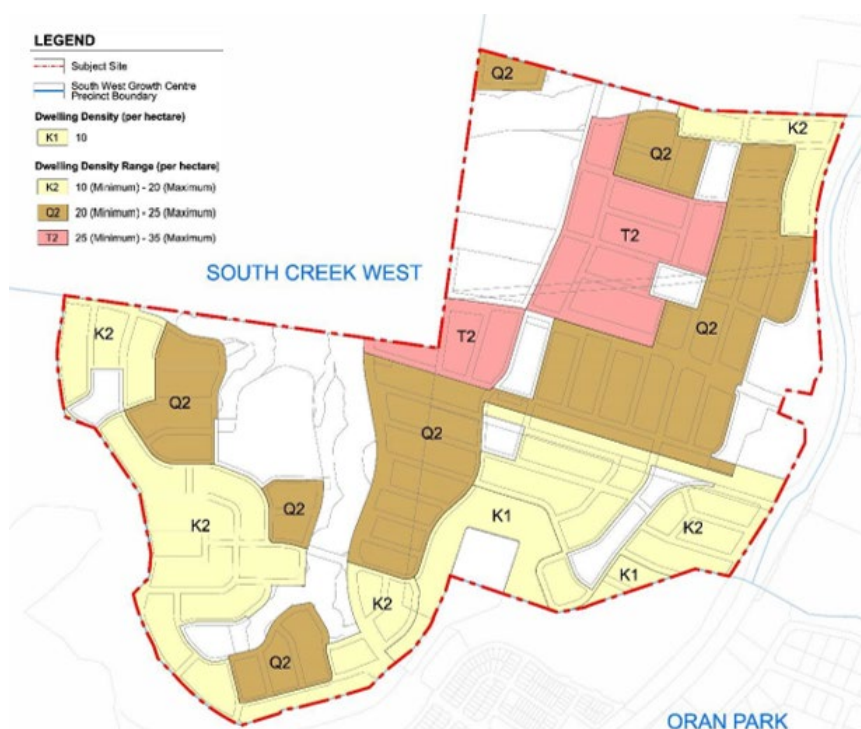 LEGEND
Subject Site
South West Growth Centre
Precinct Boundary
Dwelling Density (per hectare)
K1 10
Dwelling Density Range (per hectare)
K2 10 (Minimum) - 20 (Maximum)
Q2 20 (Minimum) - 25 (Maximum)
T2 25 (Minimum) - 35 (Maximum)
Q2
K2
Q2
T2
SOUTH CREEK WEST
K2
T2
Q2
Q2
Q2
Q2
K1
K2
K2
K1
K2
Q2
ORAN PARK